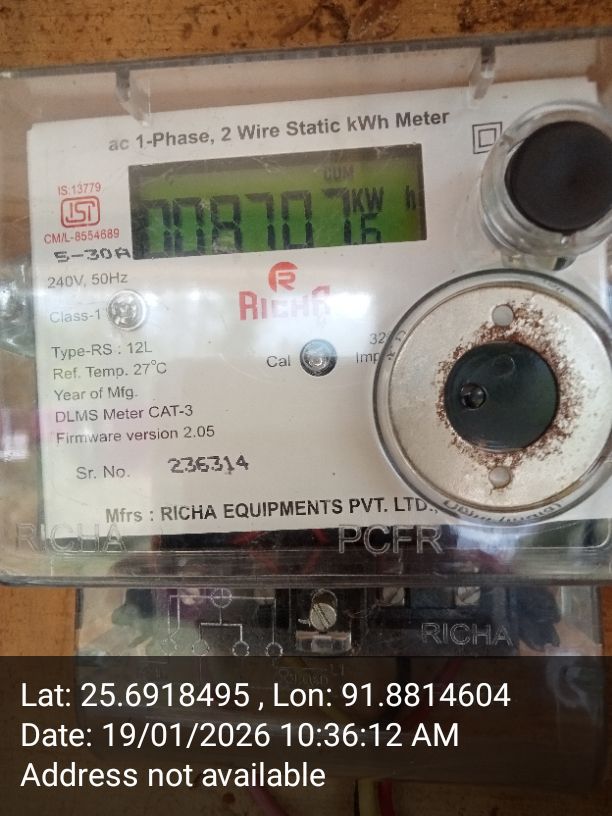 ac 1-Phase, 2 Wire Static kWh Meter
CUM
008707.6 KW h
IS:13779
ISI
CM/L-8554689
5-30A
240V, 50Hz
RICHA
Class-1
Cal
Type-RS : 12L
Ref. Temp. 27°C
Year of Mfg.
DLMS Meter CAT-3
Firmware version 2.05
Sr. No. 236314
Mfrs : RICHA EQUIPMENTS PVT. LTD.,
RICHA PCFR
RICHA
Lat: 25.6918495 , Lon: 91.8814604
Date: 19/01/2026 10:36:12 AM
Address not available